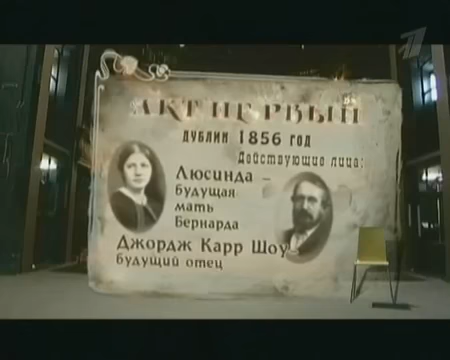 АКТ ПЕРВЫЙ
ДУБЛИН 1856 ГОД
Действующие лица:
Люсинда –
будущая
мать
Бернарда
Джордж Карр Шоу
будущий отец